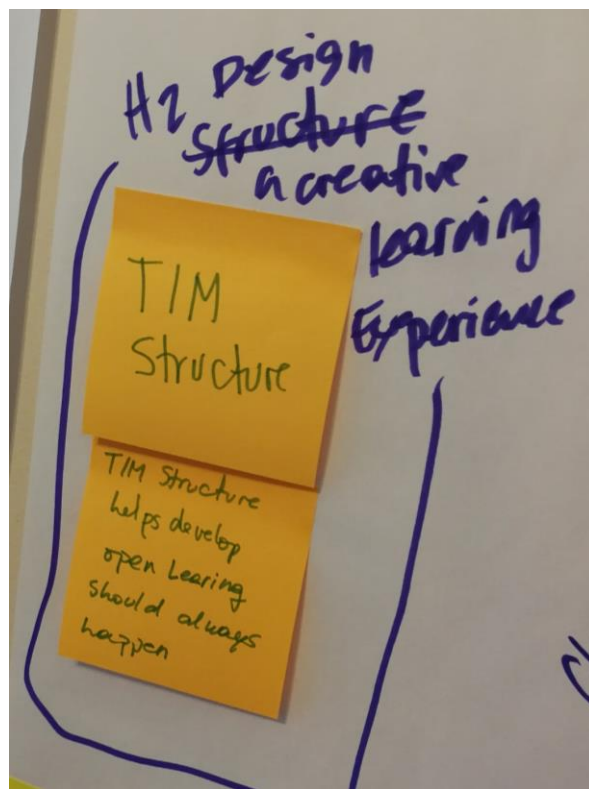 H2 Design
Structure
a creative
learning
Experience
TIM
Structure
TIM Structure
helps develop
open Learing
should always
happen